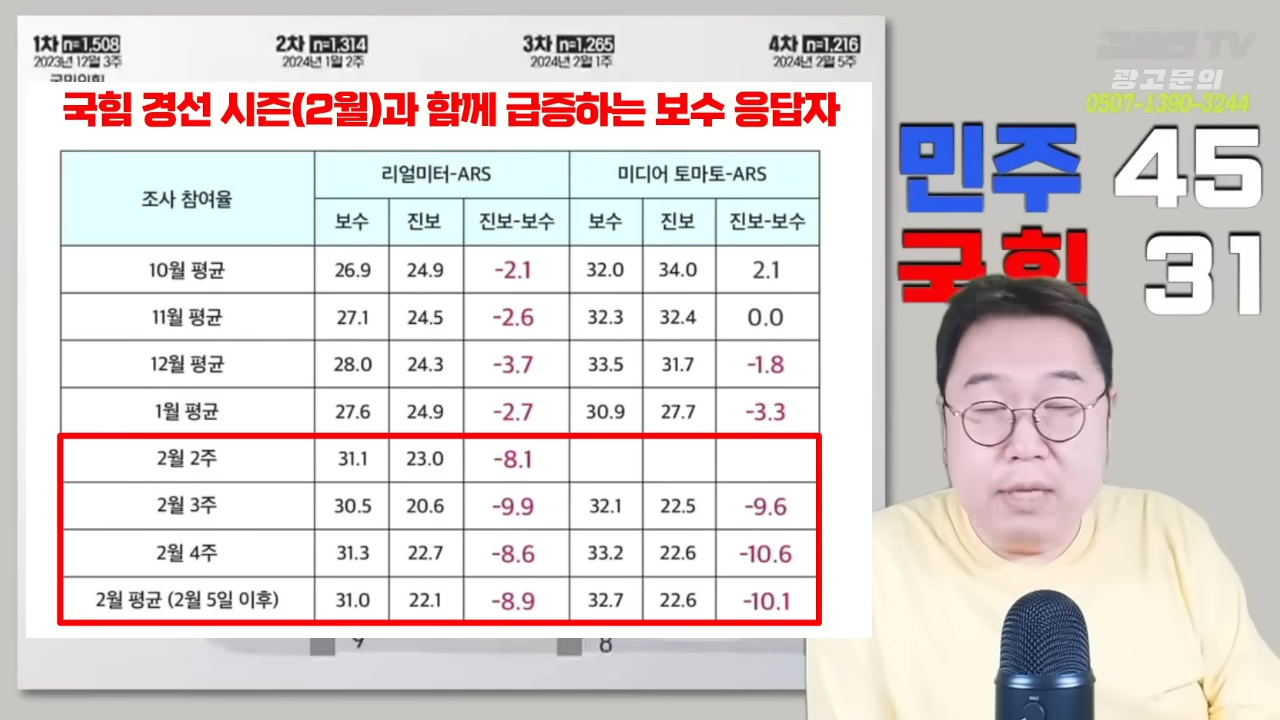 1차 n=1,508
2023년 12월 3주
2차 n=1,314
2024년 1월 2주
3차 n=1,265
2024년 2월 1주
4차 n=1,216
2024년 2월 5주
국민의힘
TV
광고문의
0507-1390-3244
민주 45
국힘 31
국힘 경선 시즌(2월)과 함께 급증하는 보수 응답자
조사 참여율 리얼미터-ARS 미디어 토마토-ARS
보수 진보 진보-보수 보수 진보 진보-보수
10월 평균 26.9 24.9 -2.1 32.0 34.0 2.1
11월 평균 27.1 24.5 -2.6 32.3 32.4 0.0
12월 평균 28.0 24.3 -3.7 33.5 31.7 -1.8
1월 평균 27.6 24.9 -2.7 30.9 27.7 -3.3
2월 2주 31.1 23.0 -8.1
2월 3주 30.5 20.6 -9.9 32.1 22.5 -9.6
2월 4주 31.3 22.7 -8.6 33.2 22.6 -10.6
2월 평균 (2월 5일 이후) 31.0 22.1 -8.9 32.7 22.6 -10.1
9 8